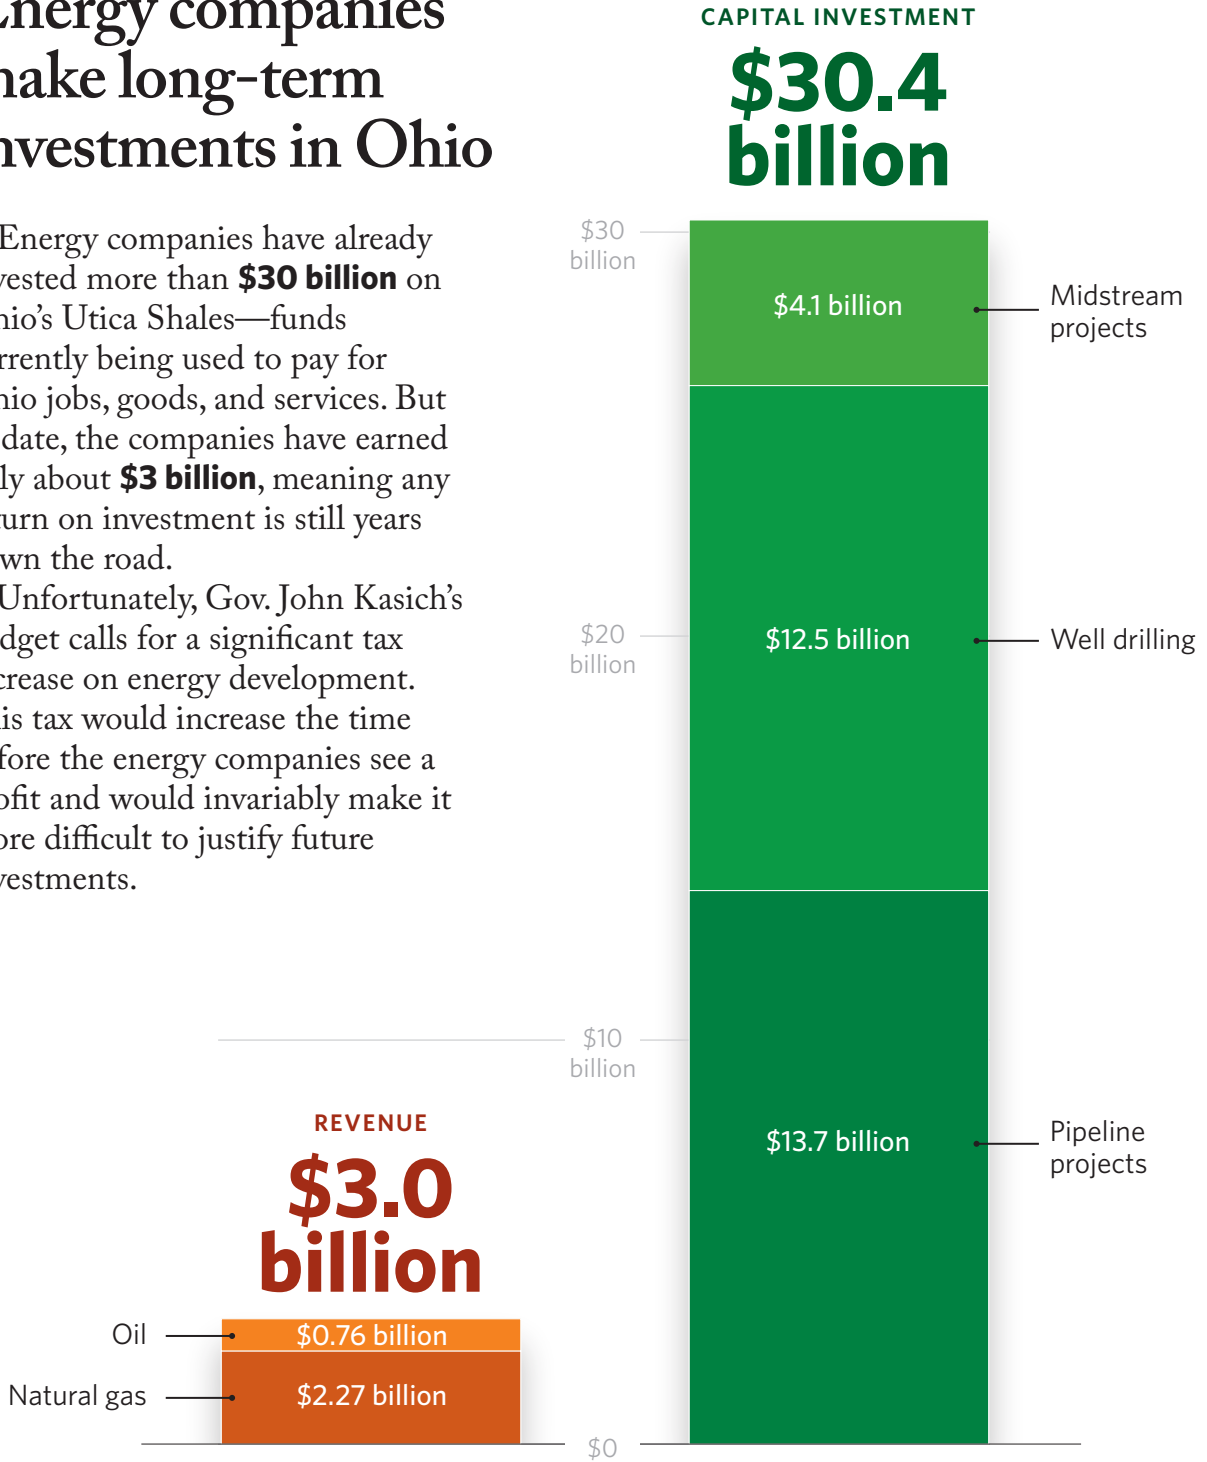 Energy companies
make long-term
investments in Ohio
Energy companies have already
vested more than $30 billion on
hio's Utica Shales—funds
rrently being used to pay for
hio jobs, goods, and services. But
date, the companies have earned
ly about $3 billion, meaning any
turn on investment is still years
wn the road.
Unfortunately, Gov. John Kasich's
dget calls for a significant tax
crease on energy development.
is tax would increase the time
fore the energy companies see a
ofit and would invariably make it
ore difficult to justify future
vestments.
CAPITAL INVESTMENT
$30.4
billion
$30
billion
$4.1 billion
Midstream
projects
$20
billion
$12.5 billion
Well drilling
$10
billion
$13.7 billion
Pipeline
projects
REVENUE
$3.0
billion
Oil
$0.76 billion
Natural gas
$2.27 billion
$0